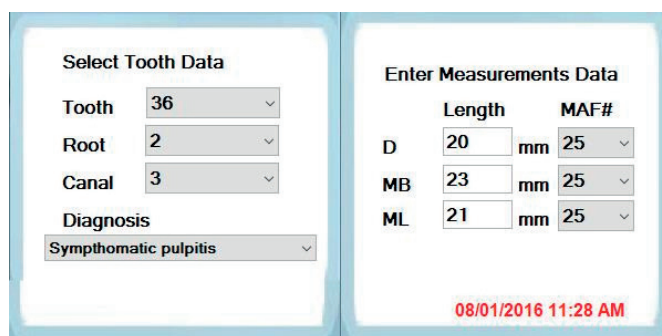 Select Tooth Data
Tooth 36
Root 2
Canal 3
Diagnosis
Sympthomatic pulpitis
Enter Measurements Data
Length MAF#
D 20 mm 25
MB 23 mm 25
ML 21 mm 25
08/01/2016 11:28 AM